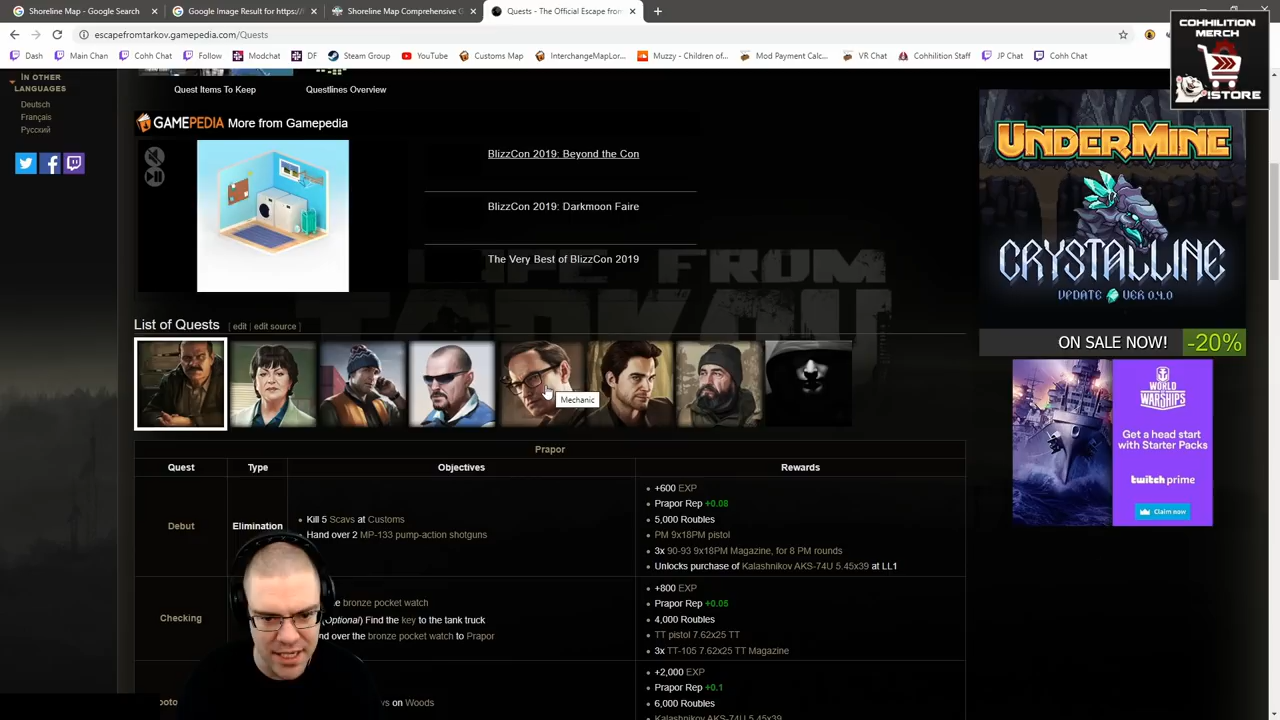 Shoreline Map - Google Search
Google Image Result for https://
Shoreline Map Comprehensive G
Quests - The Official Escape from
escapefromtarkov.gamepedia.com/Quests
Dash
Main Chan
Cohh Chat
Follow
Modchat
DF
Steam Group
YouTube
Customs Map
InterchangeMapLor...
Muzzy - Children of...
Mod Payment Calc...
VR Chat
Cohhilition Staff
JP Chat
Cohh Chat
COHHILITION
MERCH
STORE
IN OTHER
LANGUAGES
Deutsch
Français
Русский
Quest Items To Keep
Questlines Overview
GAMEPEDIA More from Gamepedia
BlizzCon 2019: Beyond the Con
BlizzCon 2019: Darkmoon Faire
The Very Best of BlizzCon 2019
UNDERMINE
CRYSTALLINE
UPDATE VER 0.4.0
ON SALE NOW! -20%
WORLD OF
WARSHIPS
Get a head start
with Starter Packs
twitch prime
Claim now
List of Quests [ edit | edit source ]
Mechanic
Prapor
Quest Type Objectives Rewards
Debut
Elimination
Kill 5 Scavs at Customs
Hand over 2 MP-133 pump-action shotguns
+600 EXP
Prapor Rep +0.08
5,000 Roubles
PM 9x18PM pistol
3x 90-93 9x18PM Magazine, for 8 PM rounds
Unlocks purchase of Kalashnikov AKS-74U 5.45x39 at LL1
Checking
bronze pocket watch
(Optional) Find the key to the tank truck
over the bronze pocket watch to Prapor
+800 EXP
Prapor Rep +0.05
4,000 Roubles
TT pistol 7.62x25 TT
3x TT-105 7.62x25 TT Magazine
on Woods
+2,000 EXP
Prapor Rep +0.1
6,000 Roubles
Kalashnikov AKS-74U 5.45x39